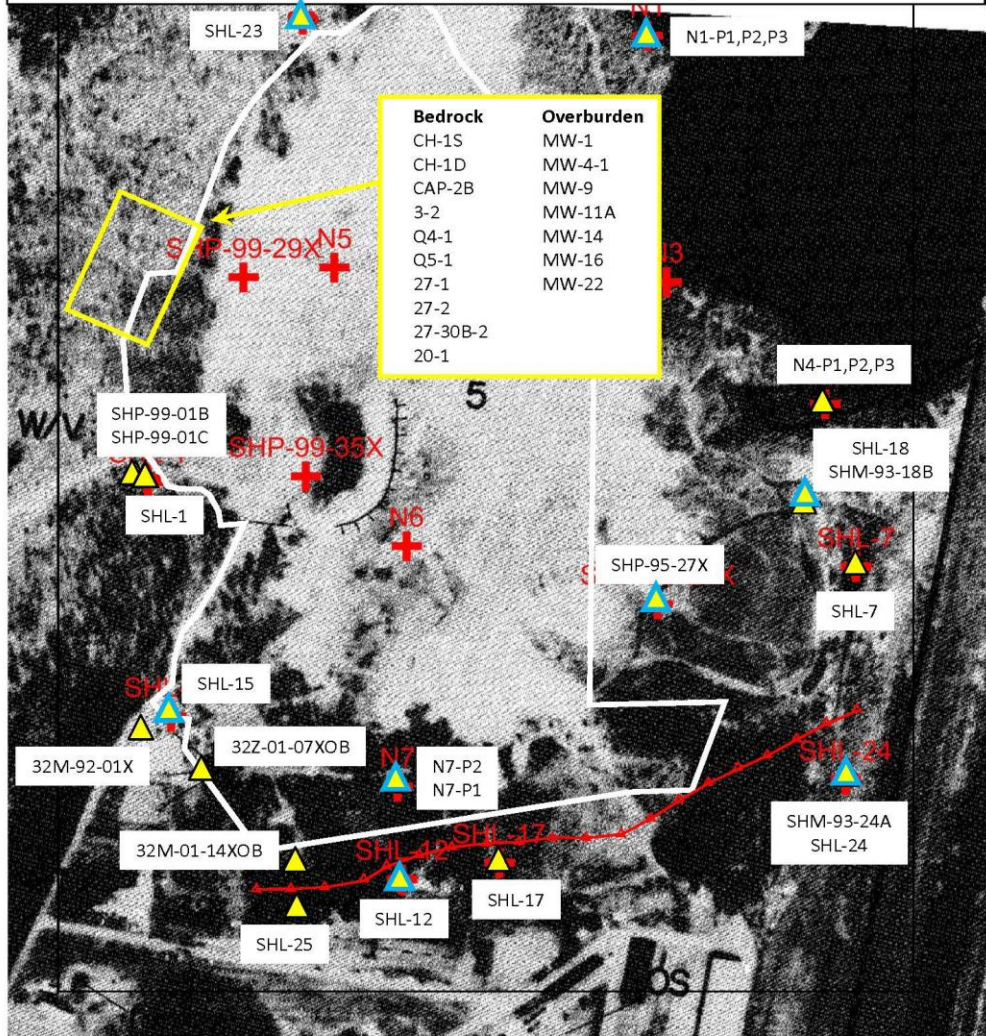 N1
SHL-23
N1-P1,P2,P3
Bedrock
CH-1S
CH-1D
CAP-2B
3-2
Q4-1
Q5-1
27-1
27-2
27-30B-2
20-1
Overburden
MW-1
MW-4-1
MW-9
MW-11A
MW-14
MW-16
MW-22
SHP-99-29X
N5
N3
N4-P1,P2,P3
5
W/V
SHP-99-01B
SHP-99-01C
SHP-99-35X
SHL-18
SHM-93-18B
SHL-1
N6
SHL-7
SHP-95-27X
X
SHL-7
SHL-15
32M-92-01X
32Z-01-07XOB
N7
N7-P2
N7-P1
SHL-24
SHM-93-24A
SHL-24
32M-01-14XOB
SHL-12
SHL-17
SHL-17
SHL-12
SHL-25
OS